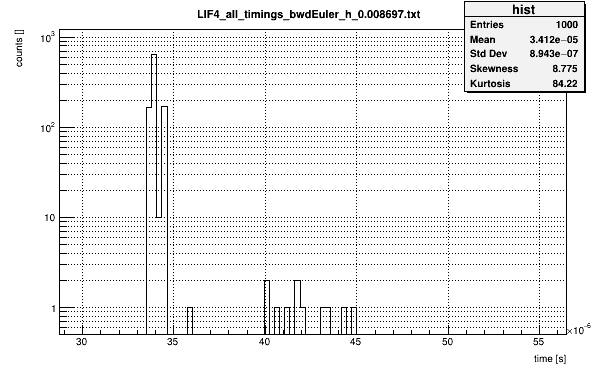 LIF4_all_timings_bwdEuler_h_0.008697.txt
hist
Entries 1000
Mean 3.412e−05
Std Dev 8.943e−07
Skewness 8.775
Kurtosis 84.22
counts []
10³
10²
10
1
30 35 40 45 50 55
×10⁻⁶
time [s]